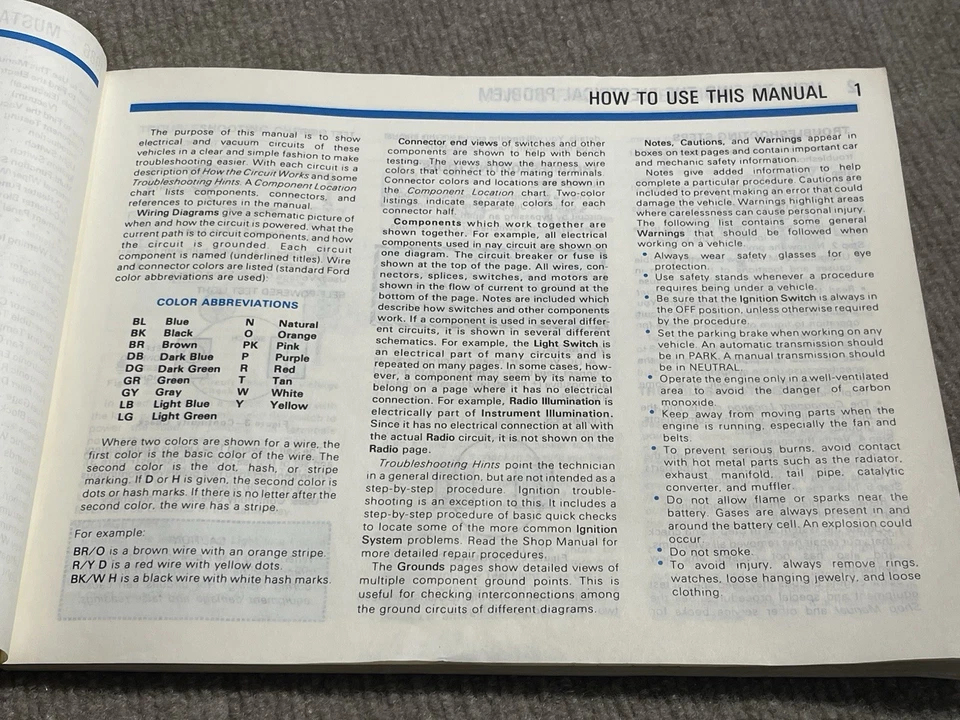 HOW TO USE THIS MANUAL 1
The purpose of this manual is to show
electrical and vacuum circuits of these
vehicles in a clear and simple fashion to make
troubleshooting easier. With each circuit is a
description of How the Circuit Works and some
Troubleshooting Hints. A Component Location
chart lists components, connectors, and
references to pictures in the manual.
Wiring Diagrams give a schematic picture of
when and how the circuit is powered, what the
current path is to circuit components, and how
the circuit is grounded. Each circuit
component is named (underlined titles). Wire
and connector colors are listed (standard Ford
color abbreviations are used):
COLOR ABBREVIATIONS
BL Blue N Natural
BK Black O Orange
BR Brown PK Pink
DB Dark Blue P Purple
DG Dark Green R Red
GR Green T Tan
GY Gray W White
LB Light Blue Y Yellow
LG Light Green
Where two colors are shown for a wire, the
first color is the basic color of the wire. The
second color is the dot, hash, or stripe
marking. If D or H is given, the second color is
dots or hash marks. If there is no letter after the
second color, the wire has a stripe.
For example:
BR/O is a brown wire with an orange stripe.
R/Y D is a red wire with yellow dots.
BK/W H is a black wire with white hash marks.
Connector end views of switches and other
components are shown to help with bench
testing. The views show the harness wire
colors that connect to the mating terminals.
Connector colors and locations are shown in
the Component Location chart. Two-color
listings indicate separate colors for each
connector half.
Components which work together are
shown together. For example, all electrical
components used in nay circuit are shown on
one diagram. The circuit breaker or fuse is
shown at the top of the page. All wires, con-
nectors, splices, switches, and motors are
shown in the flow of current to ground at the
bottom of the page. Notes are included which
describe how switches and other components
work. If a component is used in several differ-
ent circuits, it is shown in several different
schematics. For example, the Light Switch is
an electrical part of many circuits and is
repeated on many pages. In some cases, how-
ever, a component may seem by its name to
belong on a page where it has no electrical
connection. For example, Radio Illumination is
electrically part of Instrument Illumination.
Since it has no electrical connection at all with
the actual Radio circuit, it is not shown on the
Radio page.
Troubleshooting Hints point the technician
in a general direction, but are not intended as a
step-by-step procedure. Ignition trouble-
shooting is an exception to this. It includes a
step-by-step procedure of basic quick checks
to locate some of the more common Ignition
System problems. Read the Shop Manual for
more detailed repair procedures.
The Grounds pages show detailed views of
multiple component ground points. This is
useful for checking interconnections among
the ground circuits of different diagrams.
Notes, Cautions, and Warnings appear in
boxes on text pages and contain important car
and mechanic safety information.
Notes give added information to help
complete a particular procedure. Cautions are
included to prevent making an error that could
damage the vehicle. Warnings highlight areas
where carelessness can cause personal injury.
The following list contains some general
Warnings that should be followed when
working on a vehicle.
• Always wear safety glasses for eye
protection.
• Use safety stands whenever a procedure
requires being under a vehicle.
• Be sure that the Ignition Switch is always in
the OFF position, unless otherwise required
by the procedure.
• Set the parking brake when working on any
vehicle. An automatic transmission should
be in PARK. A manual transmission should
be in NEUTRAL.
• Operate the engine only in a well-ventilated
area to avoid the danger of carbon
monoxide.
• Keep away from moving parts when the
engine is running, especially the fan and
belts.
• To prevent serious burns, avoid contact
with hot metal parts such as the radiator,
exhaust manifold, tail pipe, catalytic
converter, and muffler.
• Do not allow flame or sparks near the
battery. Gases are always present in and
around the battery cell. An explosion could
occur.
• Do not smoke.
• To avoid injury, always remove rings,
watches, loose hanging jewelry, and loose
clothing.